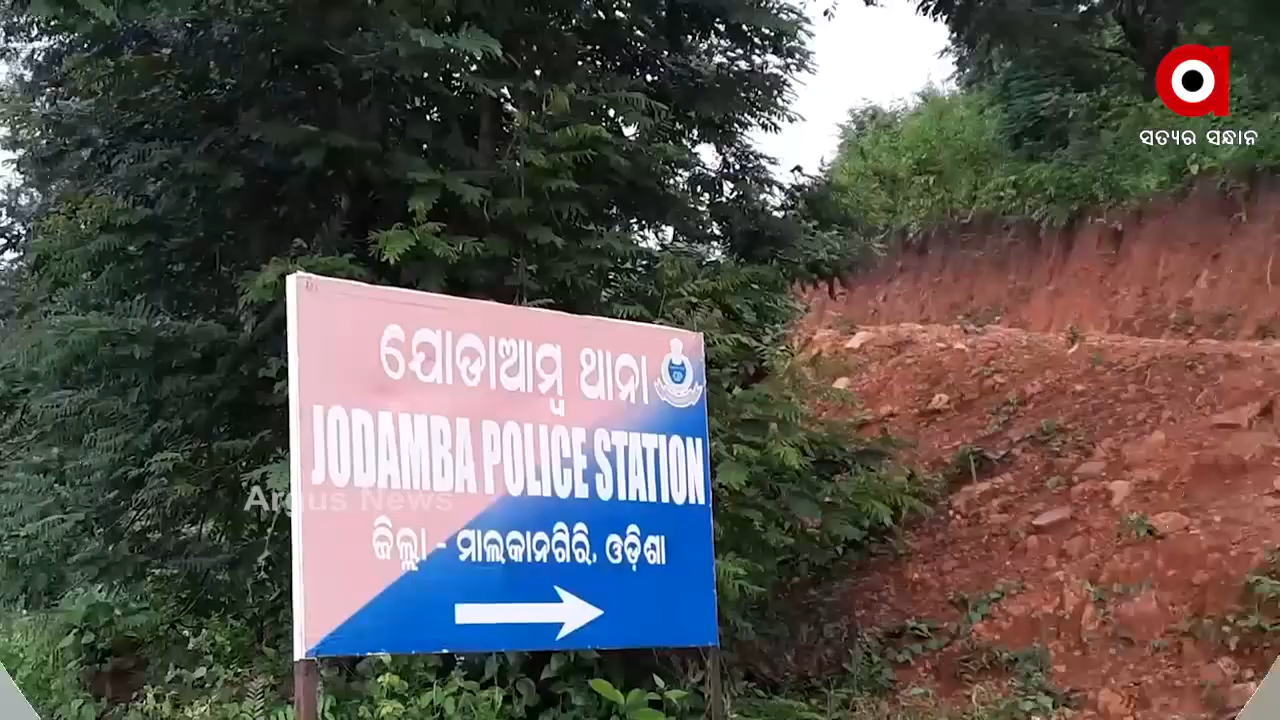 ସତ୍ୟର ସନ୍ଧାନ
ଯୋଡାଆମ୍ବ ଥାନା
JODAMBA POLICE STATION
Argus News
ଜିଲ୍ଲା - ମାଲକାନଗିରି, ଓଡ଼ିଶା